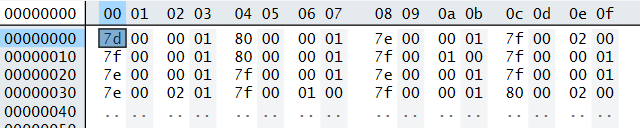 00000000 00 01 02 03 04 05 06 07 08 09 0a 0b 0c 0d 0e 0f
00000000 7d 00 00 01 80 00 00 01 7e 00 00 01 7f 00 02 00
00000010 7f 00 00 01 80 00 00 01 7f 00 01 00 7f 00 00 01
00000020 7e 00 00 01 7f 00 00 01 7e 00 00 01 7f 00 00 01
00000030 7e 00 02 01 7f 00 01 00 7f 00 00 01 80 00 02 00
00000040 .. .. .. .. .. .. .. .. .. .. .. .. .. .. .. ..